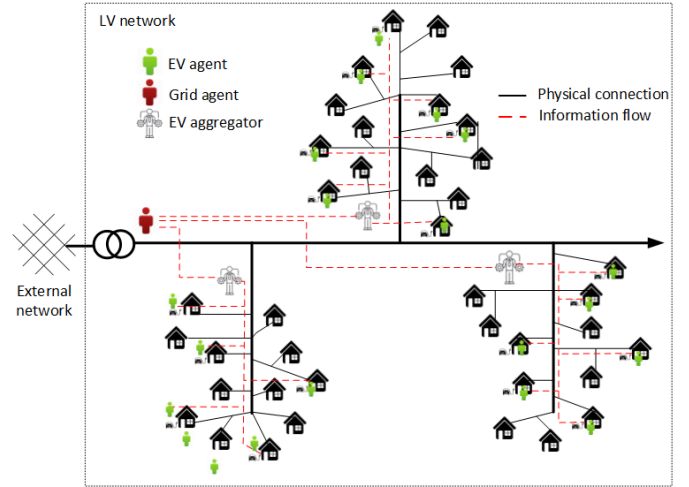 LV network
EV agent
Grid agent
EV aggregator
Physical connection
Information flow
External
network